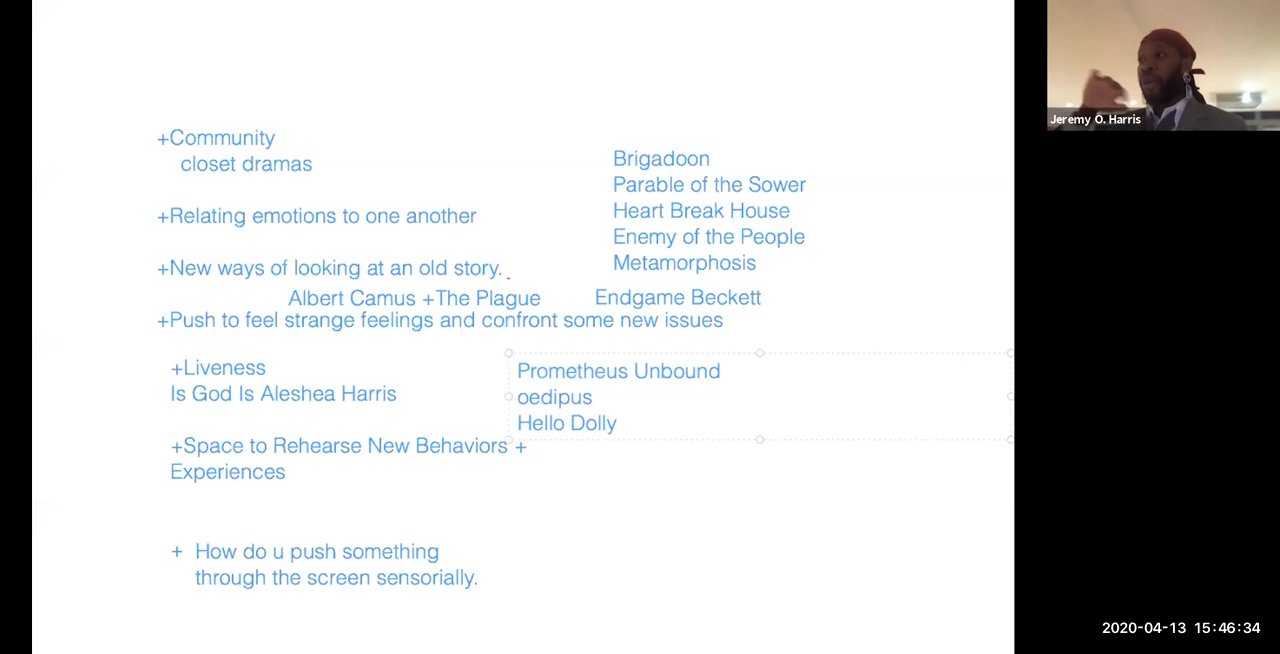 +Community
closet dramas
+Relating emotions to one another
+New ways of looking at an old story.
Albert Camus +The Plague
+Push to feel strange feelings and confront some new issues
+Liveness
Is God Is Aleshea Harris
+Space to Rehearse New Behaviors +
Experiences
+ How do u push something
through the screen sensorially.
Brigadoon
Parable of the Sower
Heart Break House
Enemy of the People
Metamorphosis
Endgame Beckett
Prometheus Unbound
oedipus
Hello Dolly
Jeremy O. Harris
2020-04-13 15:46:34